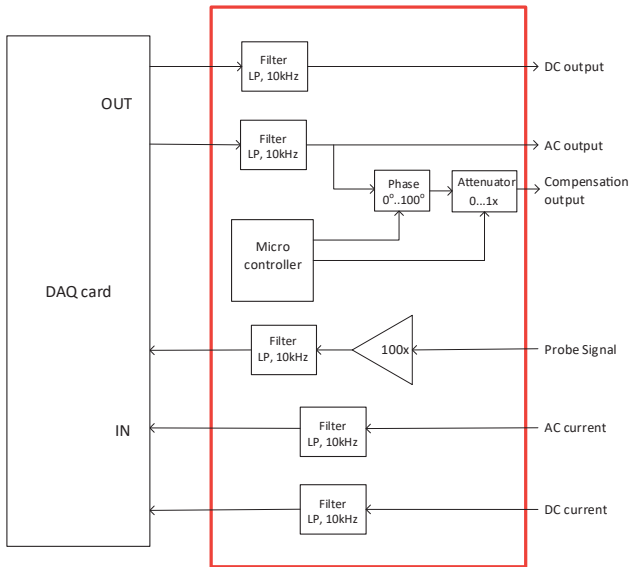 Filter
LP, 10kHz
DC output
OUT
Filter
LP, 10kHz
AC output
Phase
0°..100°
Attenuator
0...1x
Compensation
output
Micro
controller
DAQ card
Filter
LP, 10kHz
100x
Probe Signal
IN
Filter
LP, 10kHz
AC current
Filter
LP, 10kHz
DC current